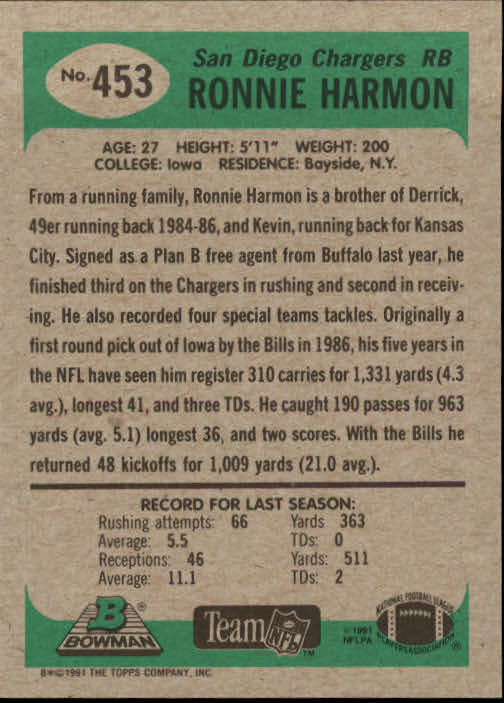 No. 453
San Diego Chargers RB
RONNIE HARMON
AGE: 27 HEIGHT: 5'11" WEIGHT: 200
COLLEGE: Iowa RESIDENCE: Bayside, N.Y.
From a running family, Ronnie Harmon is a brother of Derrick,
49er running back 1984-86, and Kevin, running back for Kansas
City. Signed as a Plan B free agent from Buffalo last year, he
finished third on the Chargers in rushing and second in receiv-
ing. He also recorded four special teams tackles. Originally a
first round pick out of Iowa by the Bills in 1986, his five years in
the NFL have seen him register 310 carries for 1,331 yards (4.3
avg.), longest 41, and three TDs. He caught 190 passes for 963
yards (avg. 5.1) longest 36, and two scores. With the Bills he
returned 48 kickoffs for 1,009 yards (21.0 avg.).
RECORD FOR LAST SEASON:
Rushing attempts: 66 Yards 363
Average: 5.5 TDs: 0
Receptions: 46 Yards: 511
Average: 11.1 TDs: 2
B ®
BOWMAN
Team NFL ™
© 1991
NFLPA
NATIONAL FOOTBALL LEAGUE
PLAYERS ASSOCIATION ®
B*©1991 THE TOPPS COMPANY, INC.